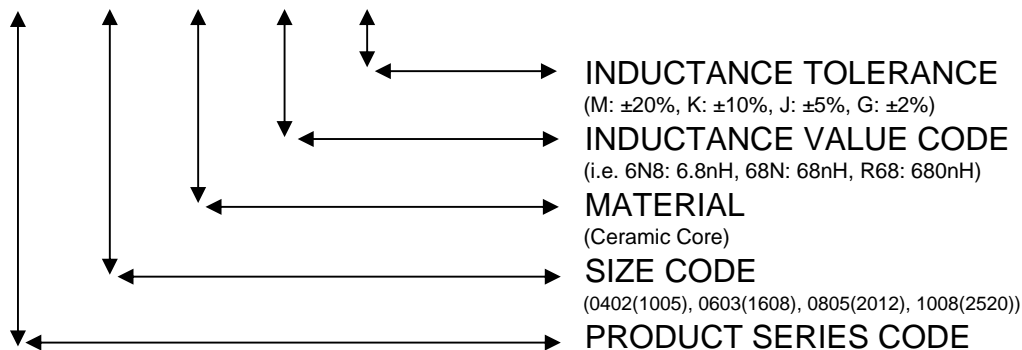 INDUCTANCE TOLERANCE
(M: ±20%, K: ±10%, J: ±5%, G: ±2%)
INDUCTANCE VALUE CODE
(i.e. 6N8: 6.8nH, 68N: 68nH, R68: 680nH)
MATERIAL
(Ceramic Core)
SIZE CODE
(0402(1005), 0603(1608), 0805(2012), 1008(2520))
PRODUCT SERIES CODE